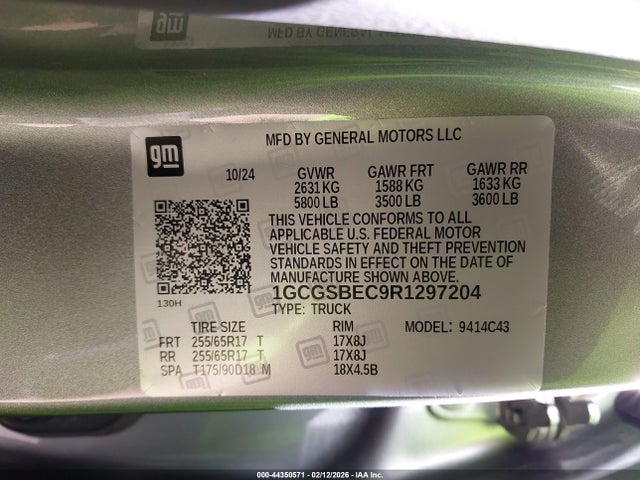 gm
MFD BY GENERAL MOTORS LLC
10/24 GVWR GAWR FRT GAWR RR
2631 KG 1588 KG 1633 KG
5800 LB 3500 LB 3600 LB
THIS VEHICLE CONFORMS TO ALL
APPLICABLE U.S. FEDERAL MOTOR
VEHICLE SAFETY AND THEFT PREVENTION
STANDARDS IN EFFECT ON THE DATE OF
MANUFACTURE SHOWN ABOVE.
130H
1GCGSBEC9R1297204
TYPE: TRUCK
TIRE SIZE RIM MODEL: 9414C43
FRT 255/65R17 T 17X8J
RR 255/65R17 T 17X8J
SPA T175/90D18 M 18X4.5B
000-44350571 - 02/12/2026 - IAA Inc.